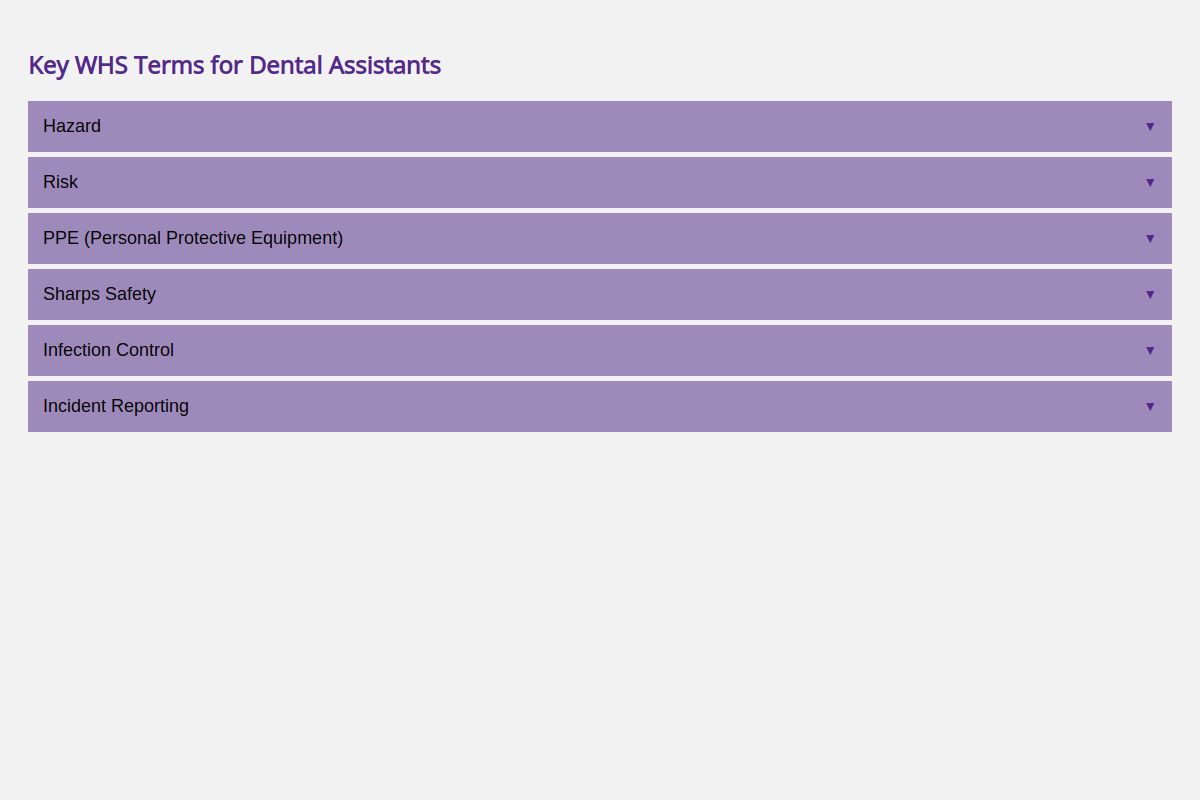 Key WHS Terms for Dental Assistants
Hazard
Risk
PPE (Personal Protective Equipment)
Sharps Safety
Infection Control
Incident Reporting